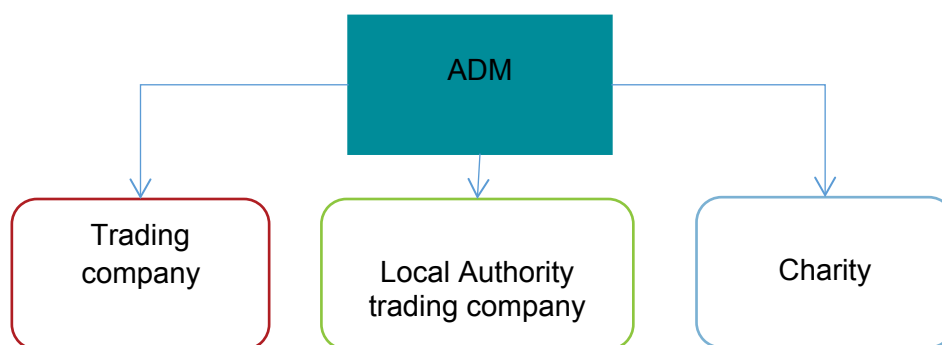 ADM
Trading
company
Local Authority
trading company
Charity